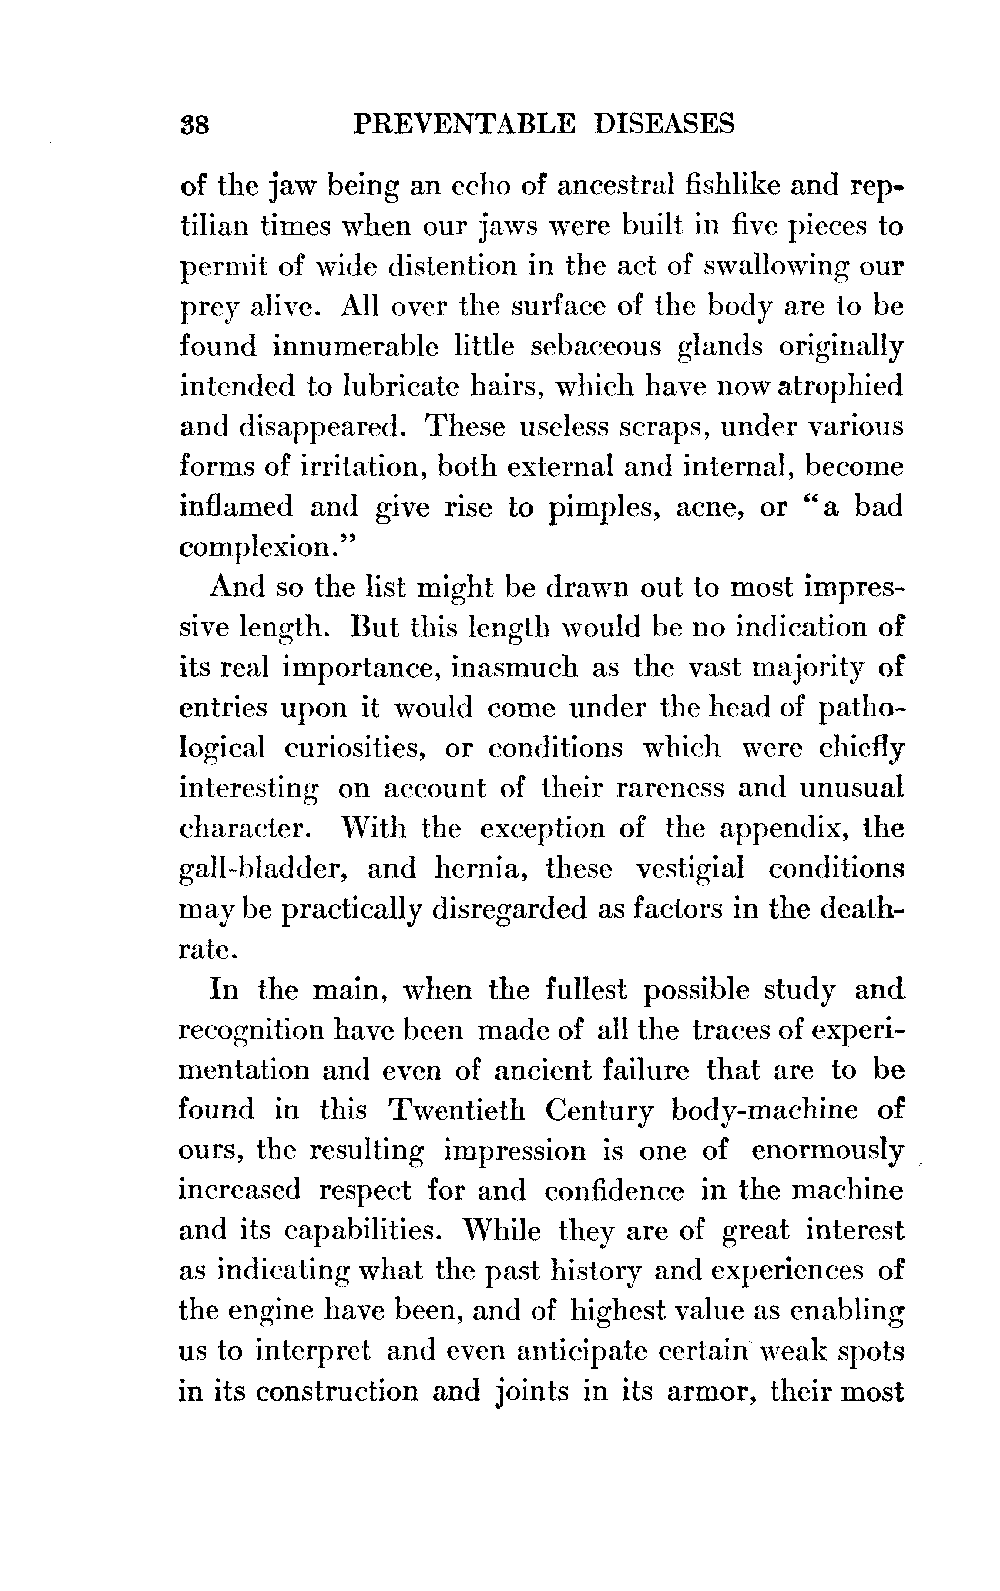 38 PREVENTABLE DISEASES
of the jaw being an echo of ancestral fishlike and rep-
tilian times when our jaws were built in five pieces to
permit of wide distention in the act of swallowing our
prey alive. All over the surface of the body are to be
found innumerable little sebaceous glands originally
intended to lubricate hairs, which have now atrophied
and disappeared. These useless scraps, under various
forms of irritation, both external and internal, become
inflamed and give rise to pimples, acne, or “a bad
complexion.”
And so the list might be drawn out to most impres-
sive length. But this length would be no indication of
its real importance, inasmuch as the vast majority of
entries upon it would come under the head of patho-
logical curiosities, or conditions which were chiefly
interesting on account of their rareness and unusual
character. With the exception of the appendix, the
gall-bladder, and hernia, these vestigial conditions
may be practically disregarded as factors in the death-
rate.
In the main, when the fullest possible study and
recognition have been made of all the traces of experi-
mentation and even of ancient failure that are to be
found in this Twentieth Century body-machine of
ours, the resulting impression is one of enormously
increased respect for and confidence in the machine
and its capabilities. While they are of great interest
as indicating what the past history and experiences of
the engine have been, and of highest value as enabling
us to interpret and even anticipate certain weak spots
in its construction and joints in its armor, their most